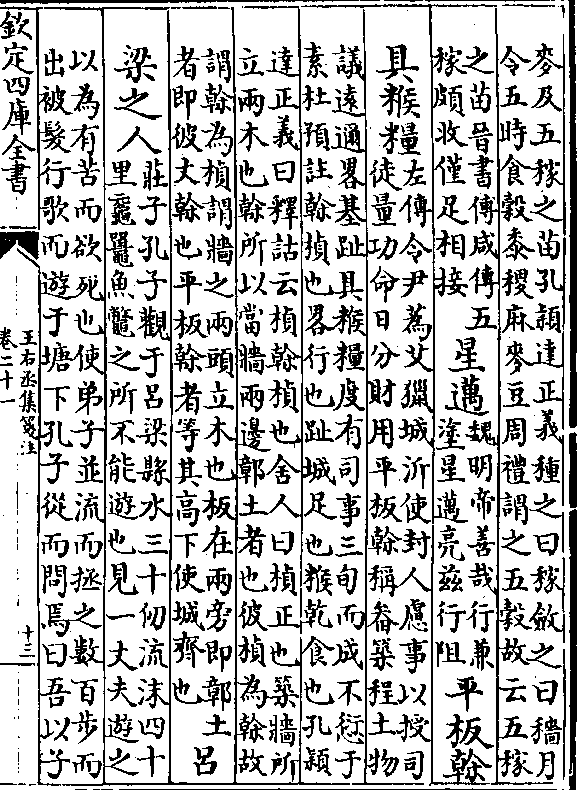 麥及五稼之苗孔穎達正義種之曰稼斂之曰穡月
令五時食穀黍稷麻麥豆周禮謂之五穀故云五稼
之苗晉書傅咸傳五
稼頗收僅足相接
星邁
魏明帝善哉行兼
塗星邁亮茲行阻
平板榦
具餱糧
左傳令尹蒍艾獵城沂使封人慮事以授司
徒量功命日分財用平板榦稱畚築程土物
議遠邇畧基趾具餱糧度有司事三旬而成不愆于
素杜預註榦楨也畧行也趾城足也餱乾食也孔穎
達正義曰釋詁云楨榦楨也舍人曰楨正也築牆所
立兩木也榦所以當牆兩邊鄣土者也彼楨為榦故
謂榦為楨謂牆之兩頭立木也板在兩旁即鄣土
者即彼丈榦也平板榦者等其高下使城齊也
呂
梁之人
莊子孔子觀于呂梁縣水三十仞流沫四十
里黿鼉魚鼈之所不能遊也見一丈夫遊之
以為有苦而欲死也使弟子並流而拯之數百步而
出被髮行歌而遊于塘下孔子從而問焉曰吾以子
欽定四庫全書
王右丞集箋注
卷二十一
十三